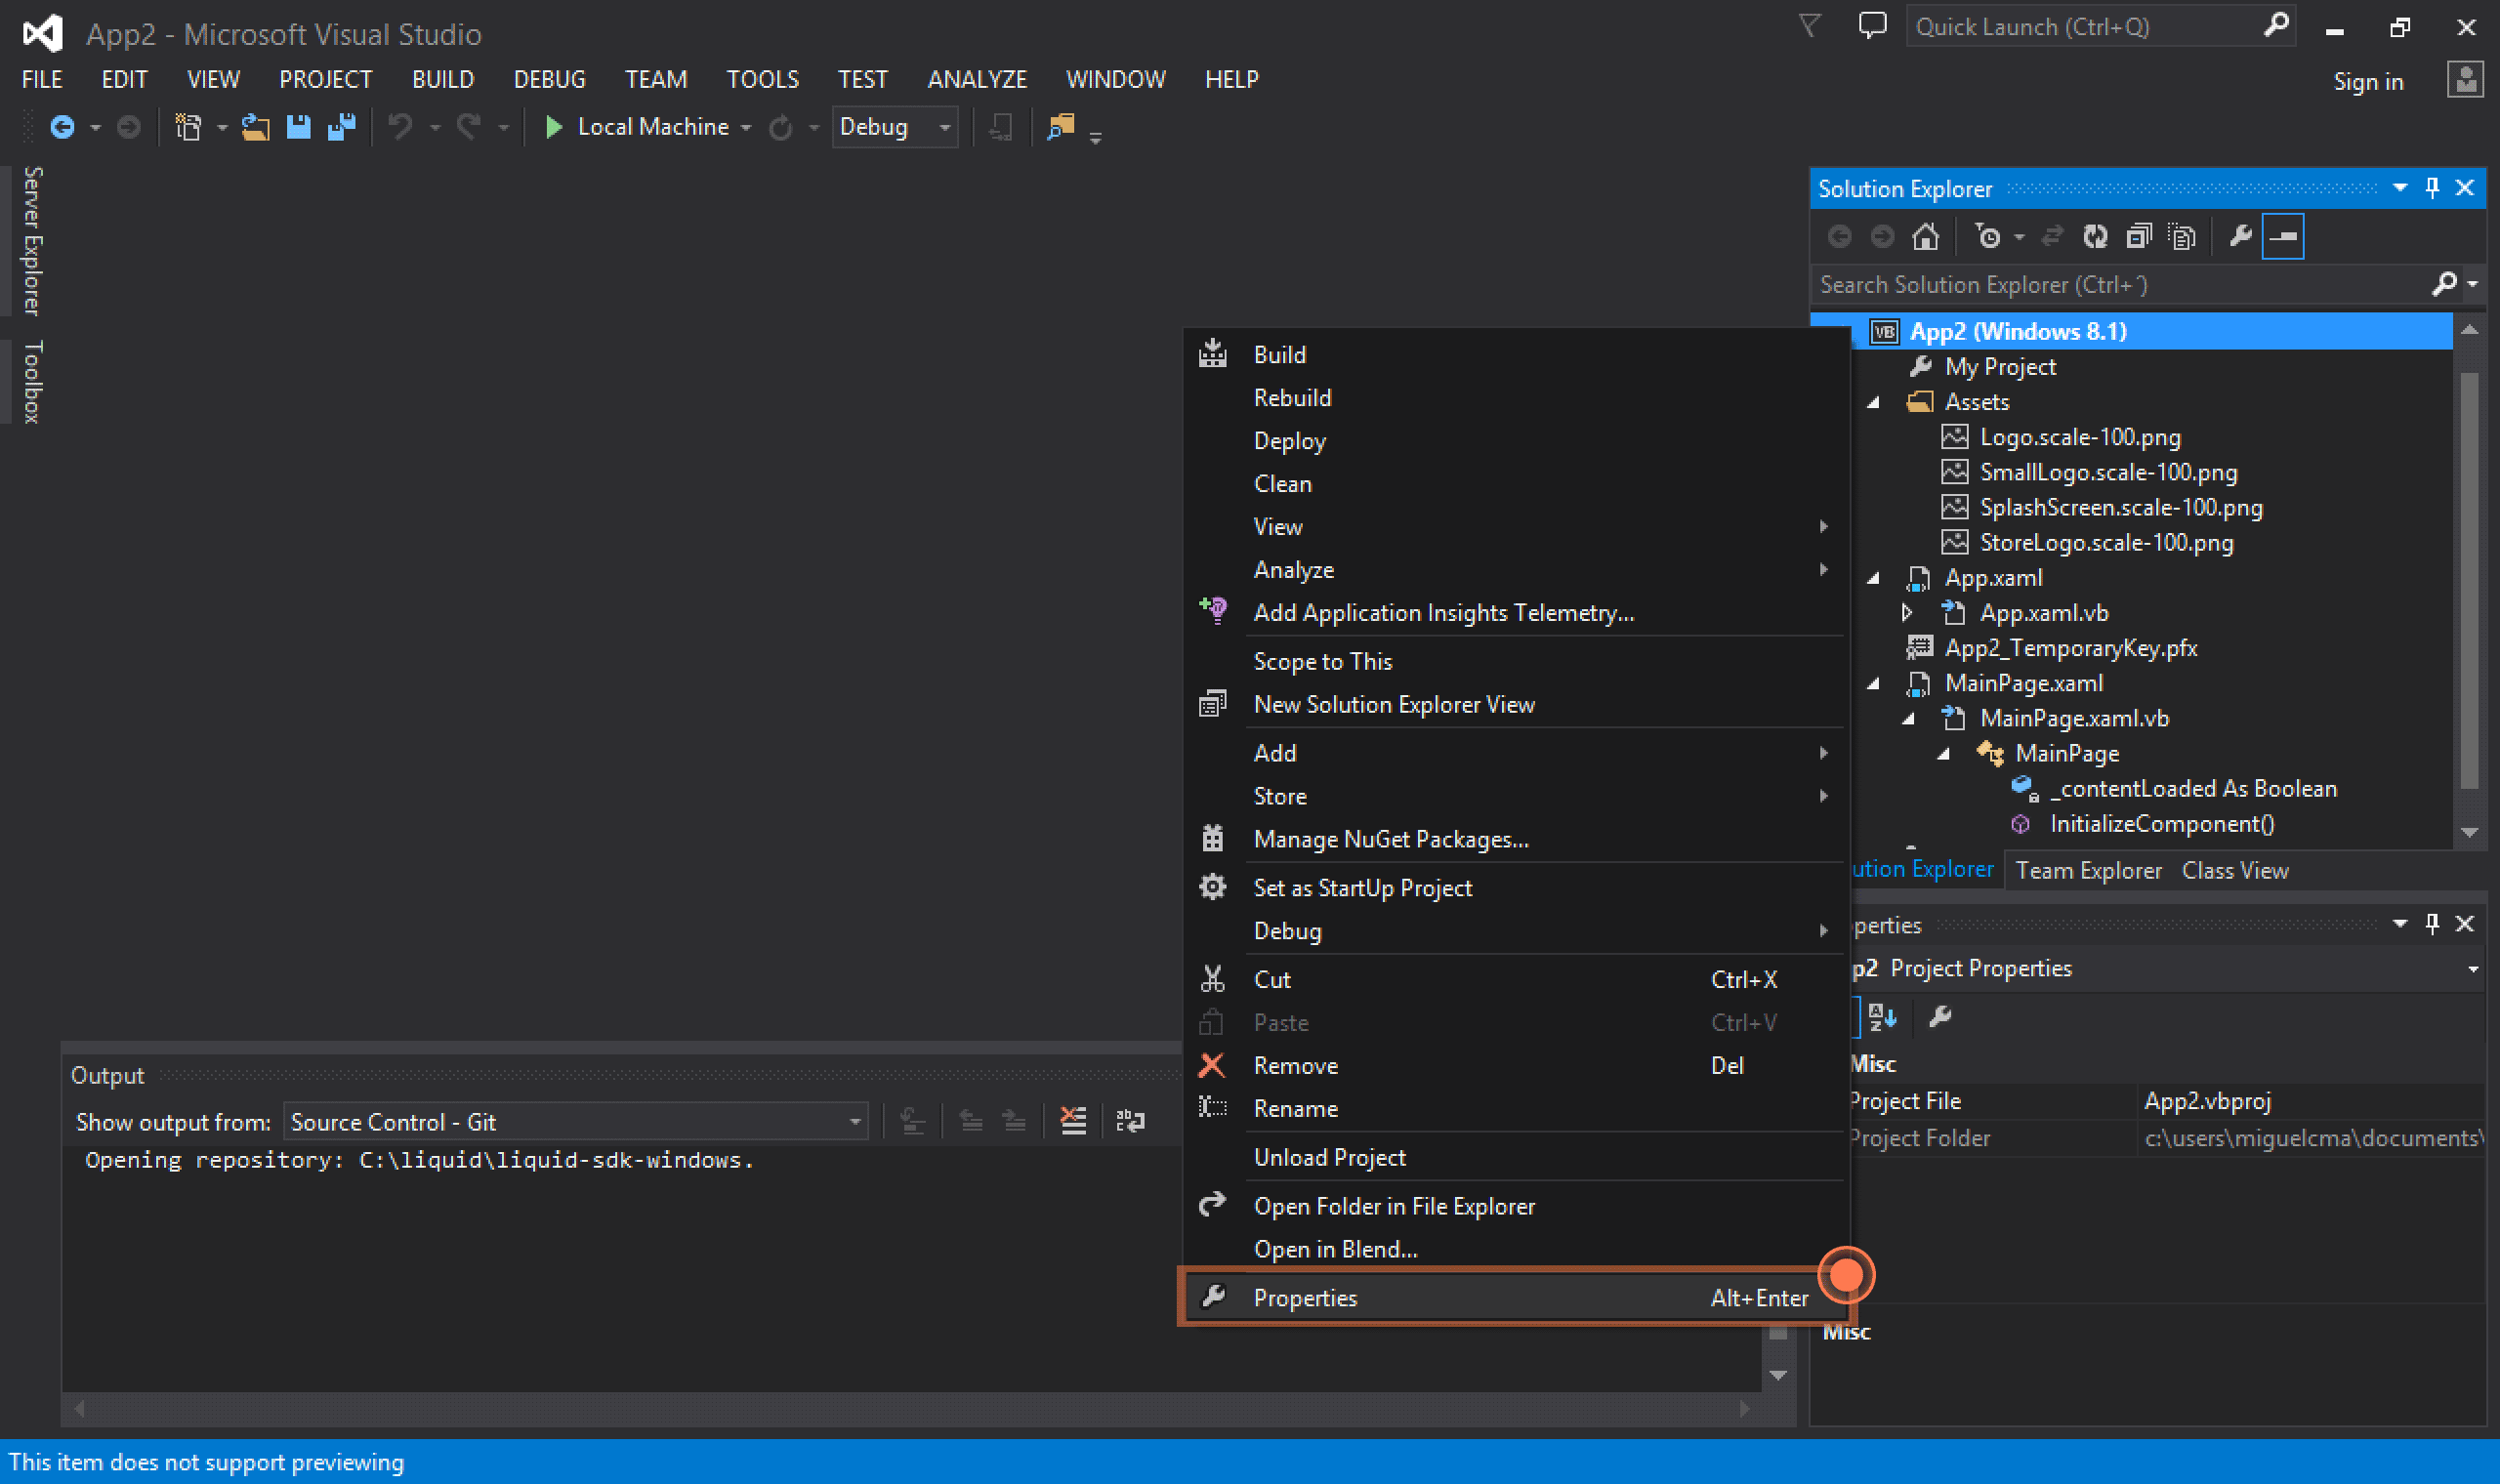 App2 - Microsoft Visual Studio
Quick Launch (Ctrl+Q)
FILE EDIT VIEW PROJECT BUILD DEBUG TEAM TOOLS TEST ANALYZE WINDOW HELP
Sign in
Local Machine
Debug
Server Explorer
Toolbox
Solution Explorer
Search Solution Explorer (Ctrl+´)
VB App2 (Windows 8.1)
My Project
Assets
Logo.scale-100.png
SmallLogo.scale-100.png
SplashScreen.scale-100.png
StoreLogo.scale-100.png
App.xaml
App.xaml.vb
App2_TemporaryKey.pfx
MainPage.xaml
MainPage.xaml.vb
MainPage
_contentLoaded As Boolean
InitializeComponent()
ution Explorer Team Explorer Class View
Build
Rebuild
Deploy
Clean
View
Analyze
Add Application Insights Telemetry...
Scope to This
New Solution Explorer View
Add
Store
Manage NuGet Packages...
Set as StartUp Project
Debug
Cut Ctrl+X
Paste Ctrl+V
Remove Del
Rename
Unload Project
Open Folder in File Explorer
Open in Blend...
Properties Alt+Enter
perties
p2 Project Properties
Misc
Project File App2.vbproj
Project Folder c:\users\miguelcma\documents\
Misc
Output
Show output from: Source Control - Git
Opening repository: C:\liquid\liquid-sdk-windows.
This item does not support previewing